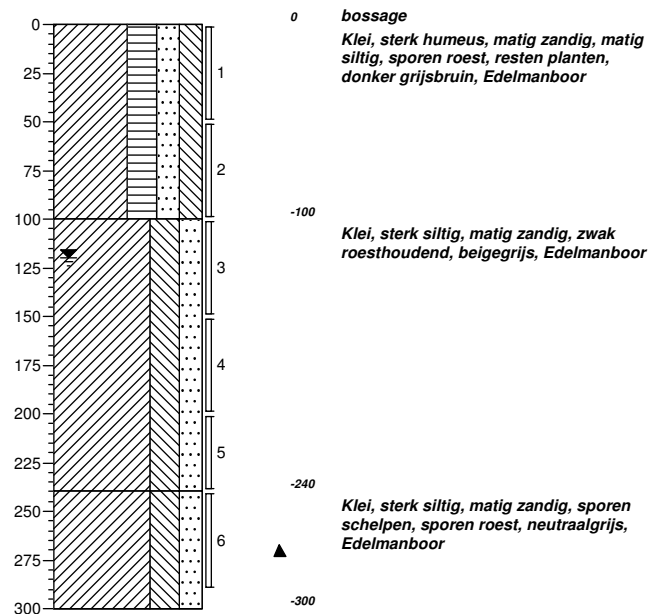 0
bossage
0
Klei, sterk humeus, matig zandig, matig
siltig, sporen roest, resten planten,
donker grijsbruin, Edelmanboor
25
1
50
75
2
-100
100
Klei, sterk siltig, matig zandig, zwak
roesthoudend, beigegrijs, Edelmanboor
125
3
150
175
4
200
225
5
-240
250
Klei, sterk siltig, matig zandig, sporen
schelpen, sporen roest, neutraalgrijs,
Edelmanboor
275
6
300
-300